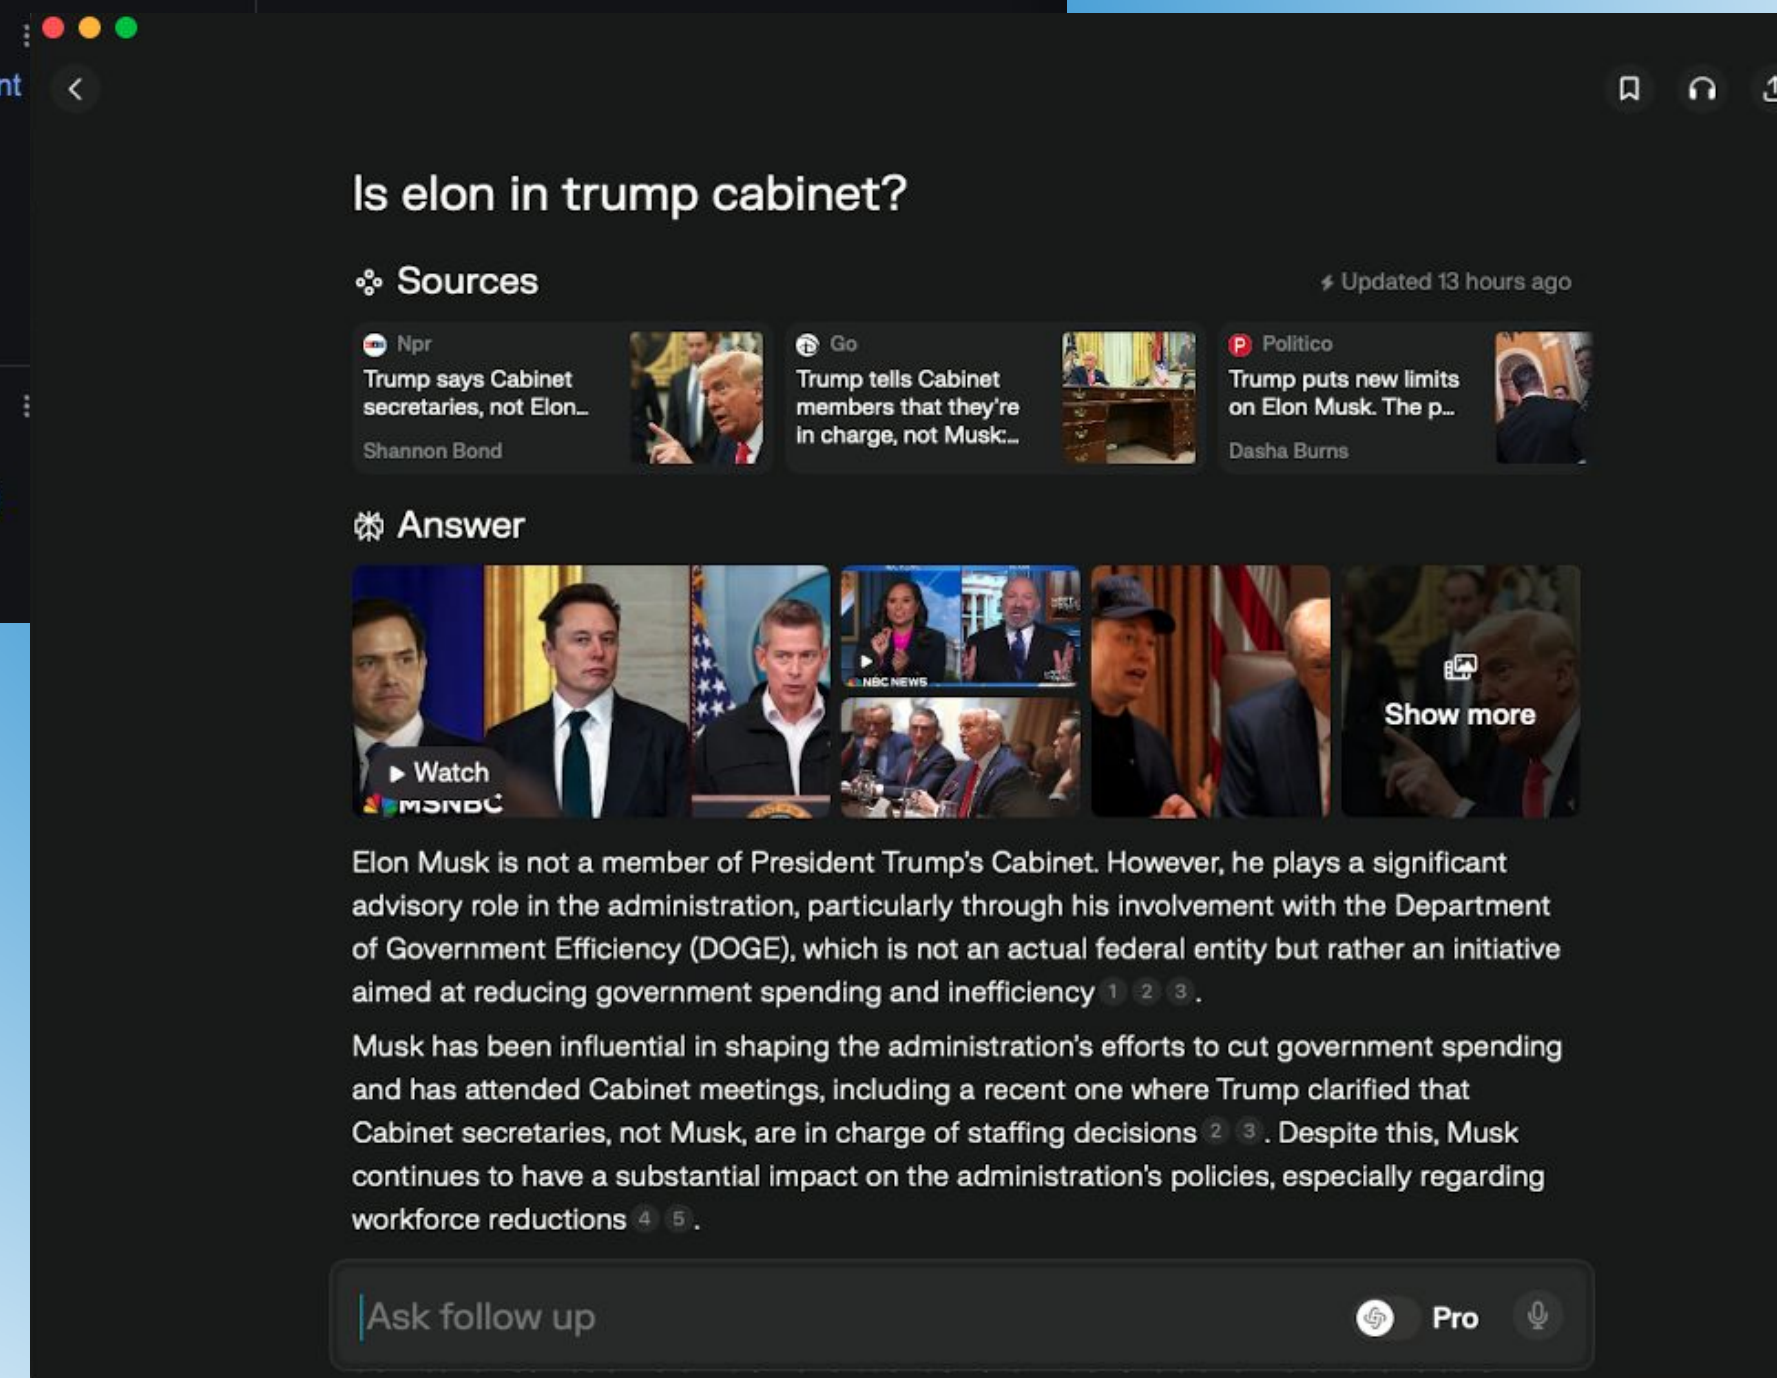 nt
Is elon in trump cabinet?
Sources
Updated 13 hours ago
Npr
Trump says Cabinet
secretaries, not Elon...
Shannon Bond
Go
Trump tells Cabinet
members that they're
in charge, not Musk:...
Politico
Trump puts new limits
on Elon Musk. The p...
Dasha Burns
Answer
Watch
MSNBC
NBC NEWS
Show more
Elon Musk is not a member of President Trump's Cabinet. However, he plays a significant
advisory role in the administration, particularly through his involvement with the Department
of Government Efficiency (DOGE), which is not an actual federal entity but rather an initiative
aimed at reducing government spending and inefficiency 1 2 3 .
Musk has been influential in shaping the administration's efforts to cut government spending
and has attended Cabinet meetings, including a recent one where Trump clarified that
Cabinet secretaries, not Musk, are in charge of staffing decisions 2 3 . Despite this, Musk
continues to have a substantial impact on the administration's policies, especially regarding
workforce reductions 4 5 .
Ask follow up
Pro